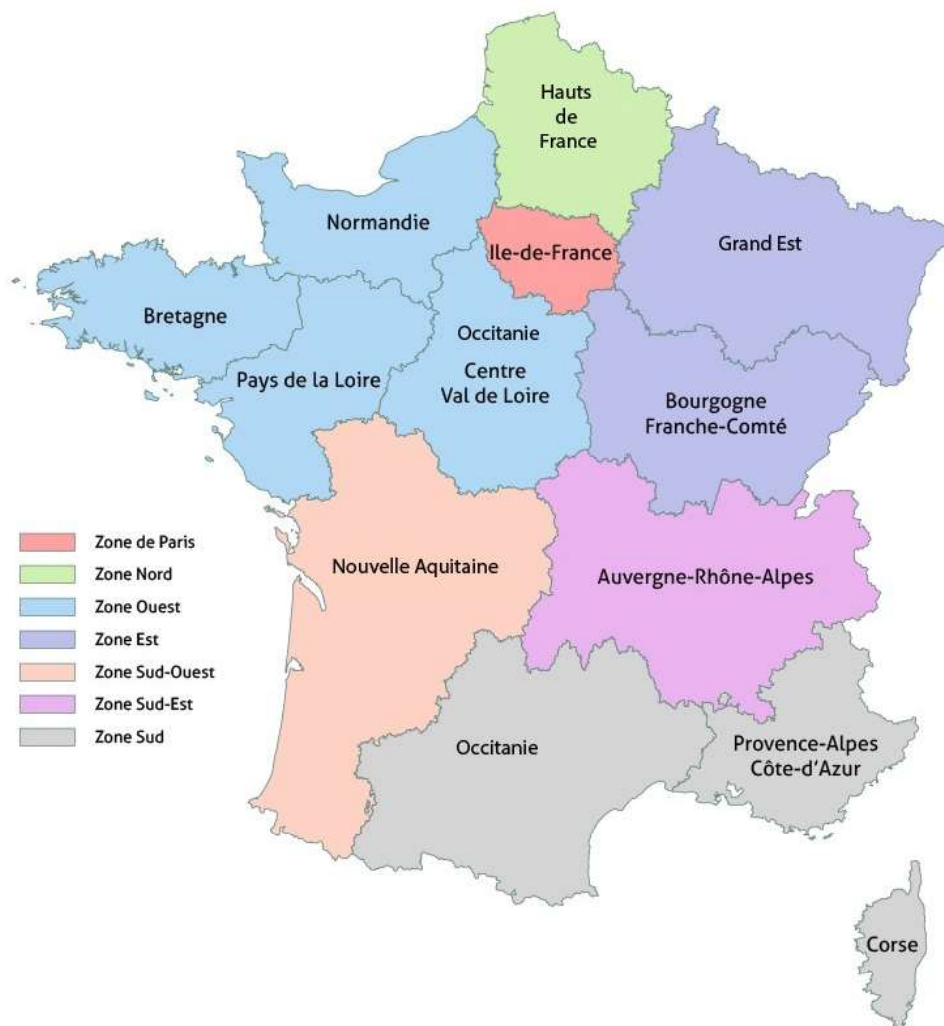 Hauts
de
France
Normandie
Ile-de-France
Grand Est
Bretagne
Occitanie
Pays de la Loire
Centre
Val de Loire
Bourgogne
Franche-Comté
Zone de Paris
Zone Nord
Zone Ouest
Zone Est
Zone Sud-Ouest
Zone Sud-Est
Zone Sud
Nouvelle Aquitaine
Auvergne-Rhône-Alpes
Occitanie
Provence-Alpes
Côte-d'Azur
Corse